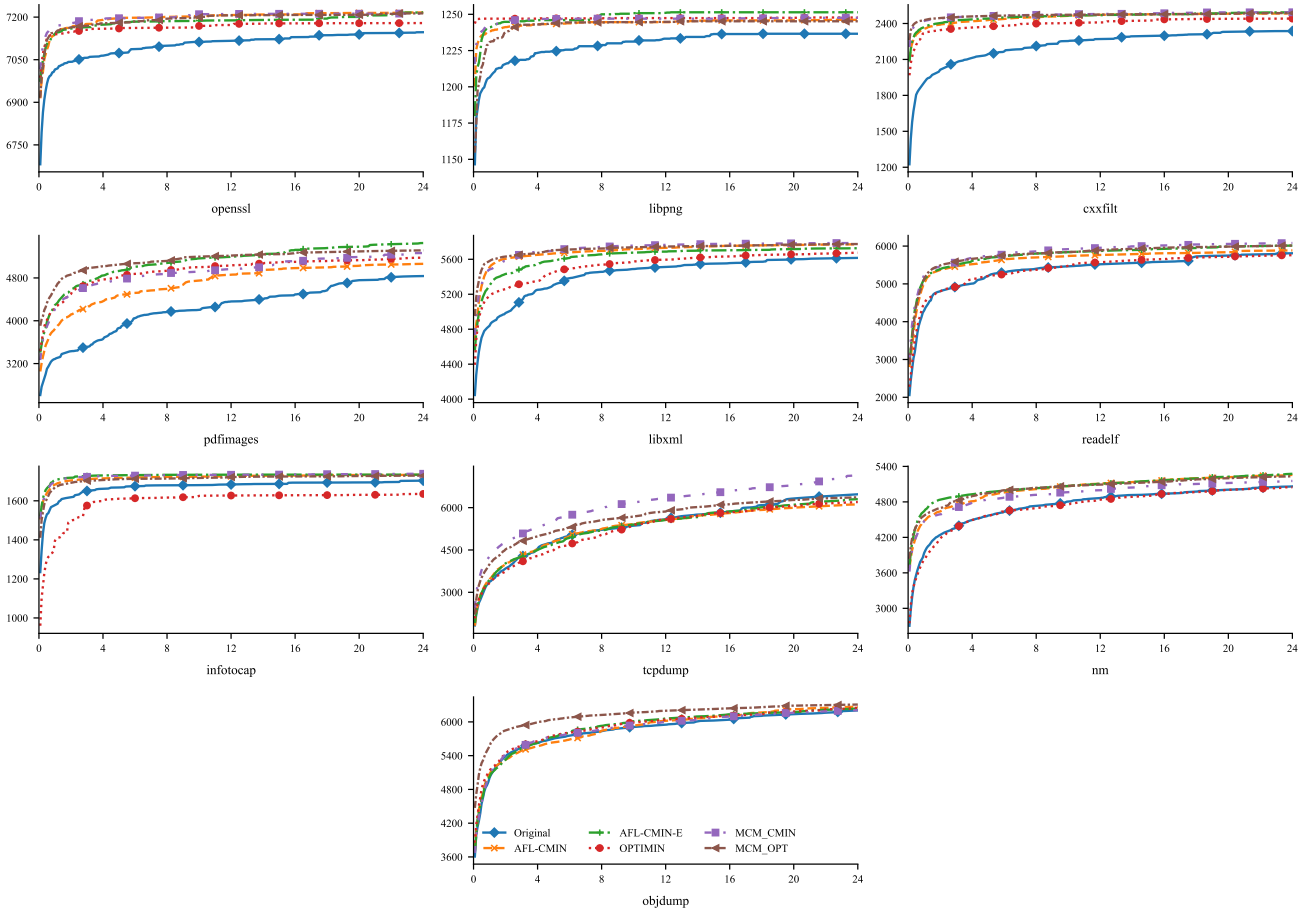 7200
7050
6900
6750
0 4 8 12 16 20 24
openssl
1250
1225
1200
1175
1150
0 4 8 12 16 20 24
libpng
2400
2100
1800
1500
1200
0 4 8 12 16 20 24
cxxfilt
4800
4000
3200
0 4 8 12 16 20 24
pdfimages
5600
5200
4800
4400
4000
0 4 8 12 16 20 24
libxml
6000
5000
4000
3000
2000
0 4 8 12 16 20 24
readelf
1600
1400
1200
1000
0 4 8 12 16 20 24
infotocap
6000
4500
3000
0 4 8 12 16 20 24
tcpdump
5400
4800
4200
3600
3000
0 4 8 12 16 20 24
nm
6000
5400
4800
4200
3600
Original AFL-CMIN-E MCM_CMIN
AFL-CMIN OPTIMIN MCM_OPT
0 4 8 12 16 20 24
objdump